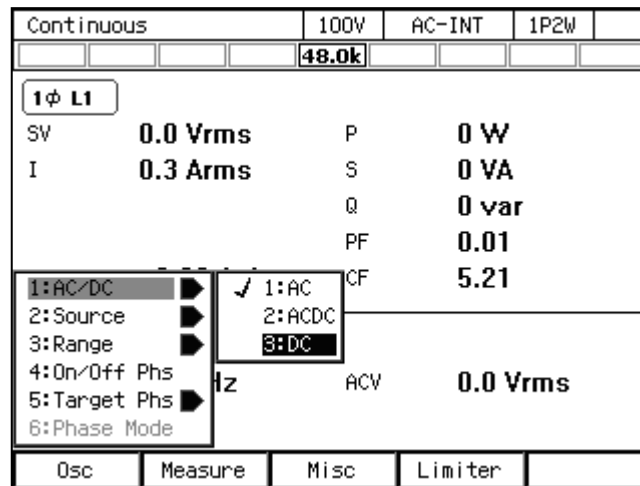 Continuous 100V AC-INT 1P2W
48.0k
1ϕ L1
SV 0.0 Vrms P 0 W
I 0.3 Arms S 0 VA
Q 0 var
PF 0.01
CF 5.21
1:AC/DC ✓ 1:AC
2:Source 2:ACDC
3:Range 3:DC
4:On/Off Phs
5:Target Phs Hz ACV 0.0 Vrms
6:Phase Mode
Osc Measure Misc Limiter